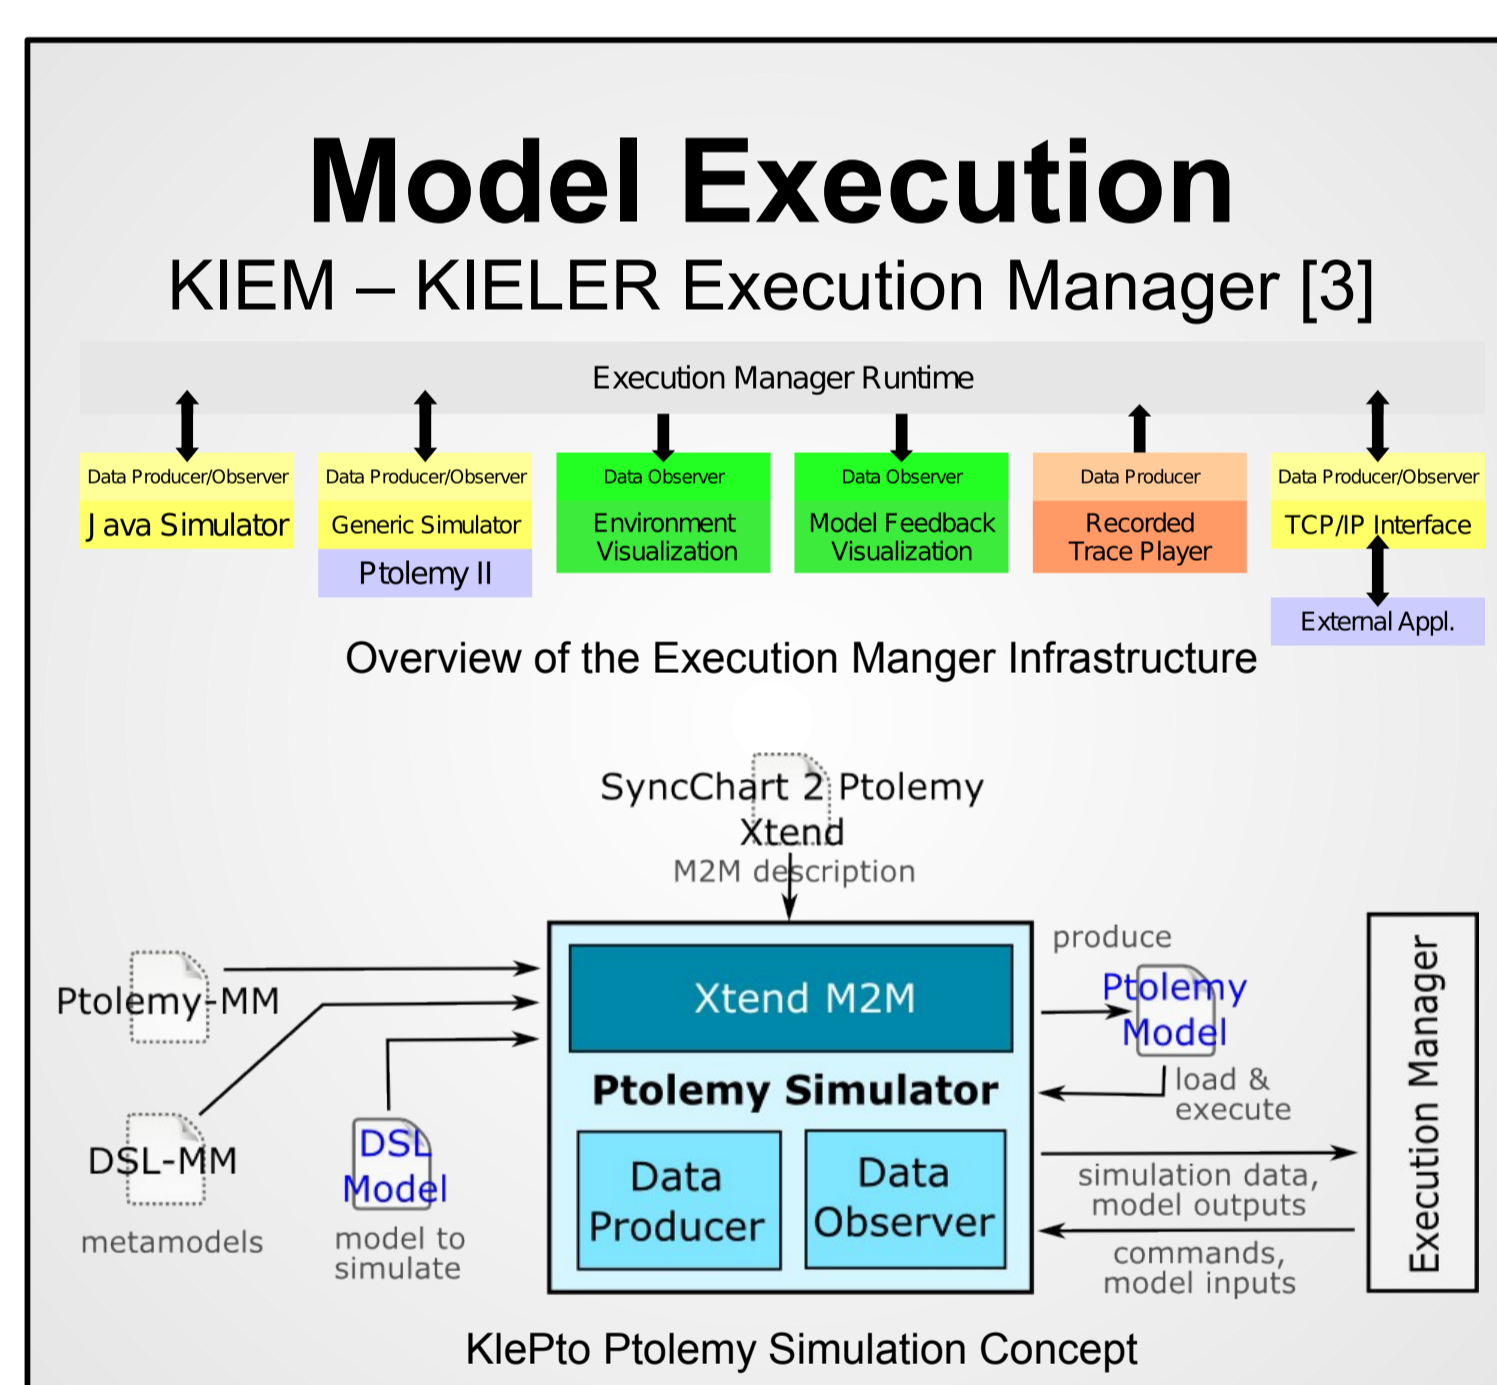 Model Execution
KIEM – KIELER Execution Manager [3]
Execution Manager Runtime
Data Producer/Observer
Java Simulator
Data Producer/Observer
Generic Simulator
Ptolemy II
Data Observer
Environment
Visualization
Data Observer
Model Feedback
Visualization
Data Producer
Recorded
Trace Player
Data Producer/Observer
TCP/IP Interface
External Appl.
Overview of the Execution Manger Infrastructure
SyncChart 2 Ptolemy
Xtend
M2M description
Ptolemy-MM
DSL-MM
metamodels
DSL
Model
model to
simulate
Xtend M2M
Ptolemy Simulator
Data
Producer
Data
Observer
produce
Ptolemy
Model
load &
execute
simulation data,
model outputs
commands,
model inputs
Execution Manager
KlePto Ptolemy Simulation Concept